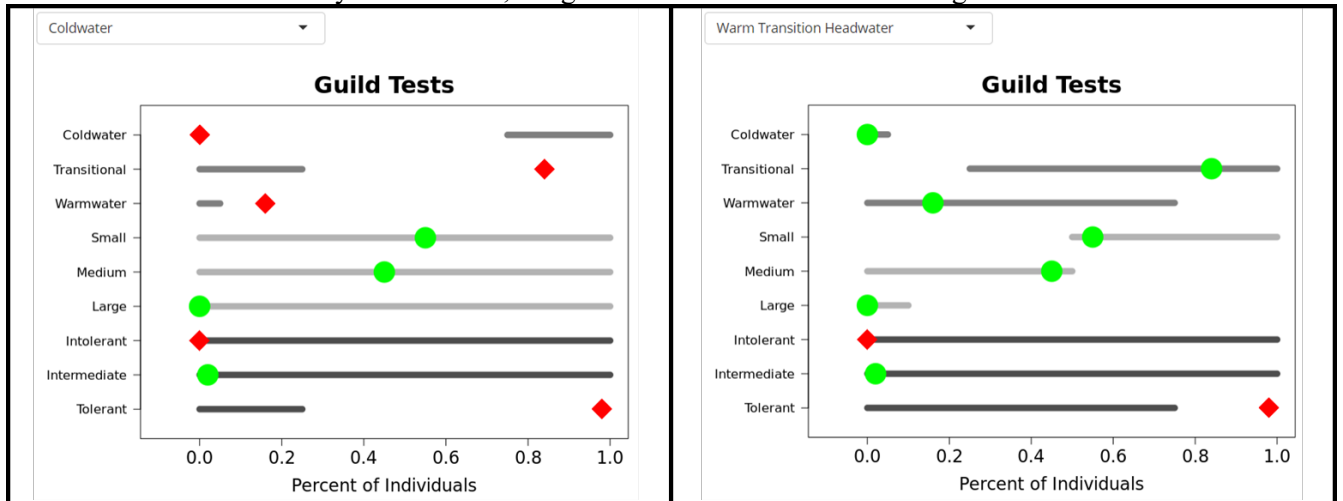 Coldwater
Guild Tests
Coldwater
Transitional
Warmwater
Small
Medium
Large
Intolerant
Intermediate
Tolerant
0.0 0.2 0.4 0.6 0.8 1.0
Percent of Individuals
Warm Transition Headwater
Guild Tests
Coldwater
Transitional
Warmwater
Small
Medium
Large
Intolerant
Intermediate
Tolerant
0.0 0.2 0.4 0.6 0.8 1.0
Percent of Individuals